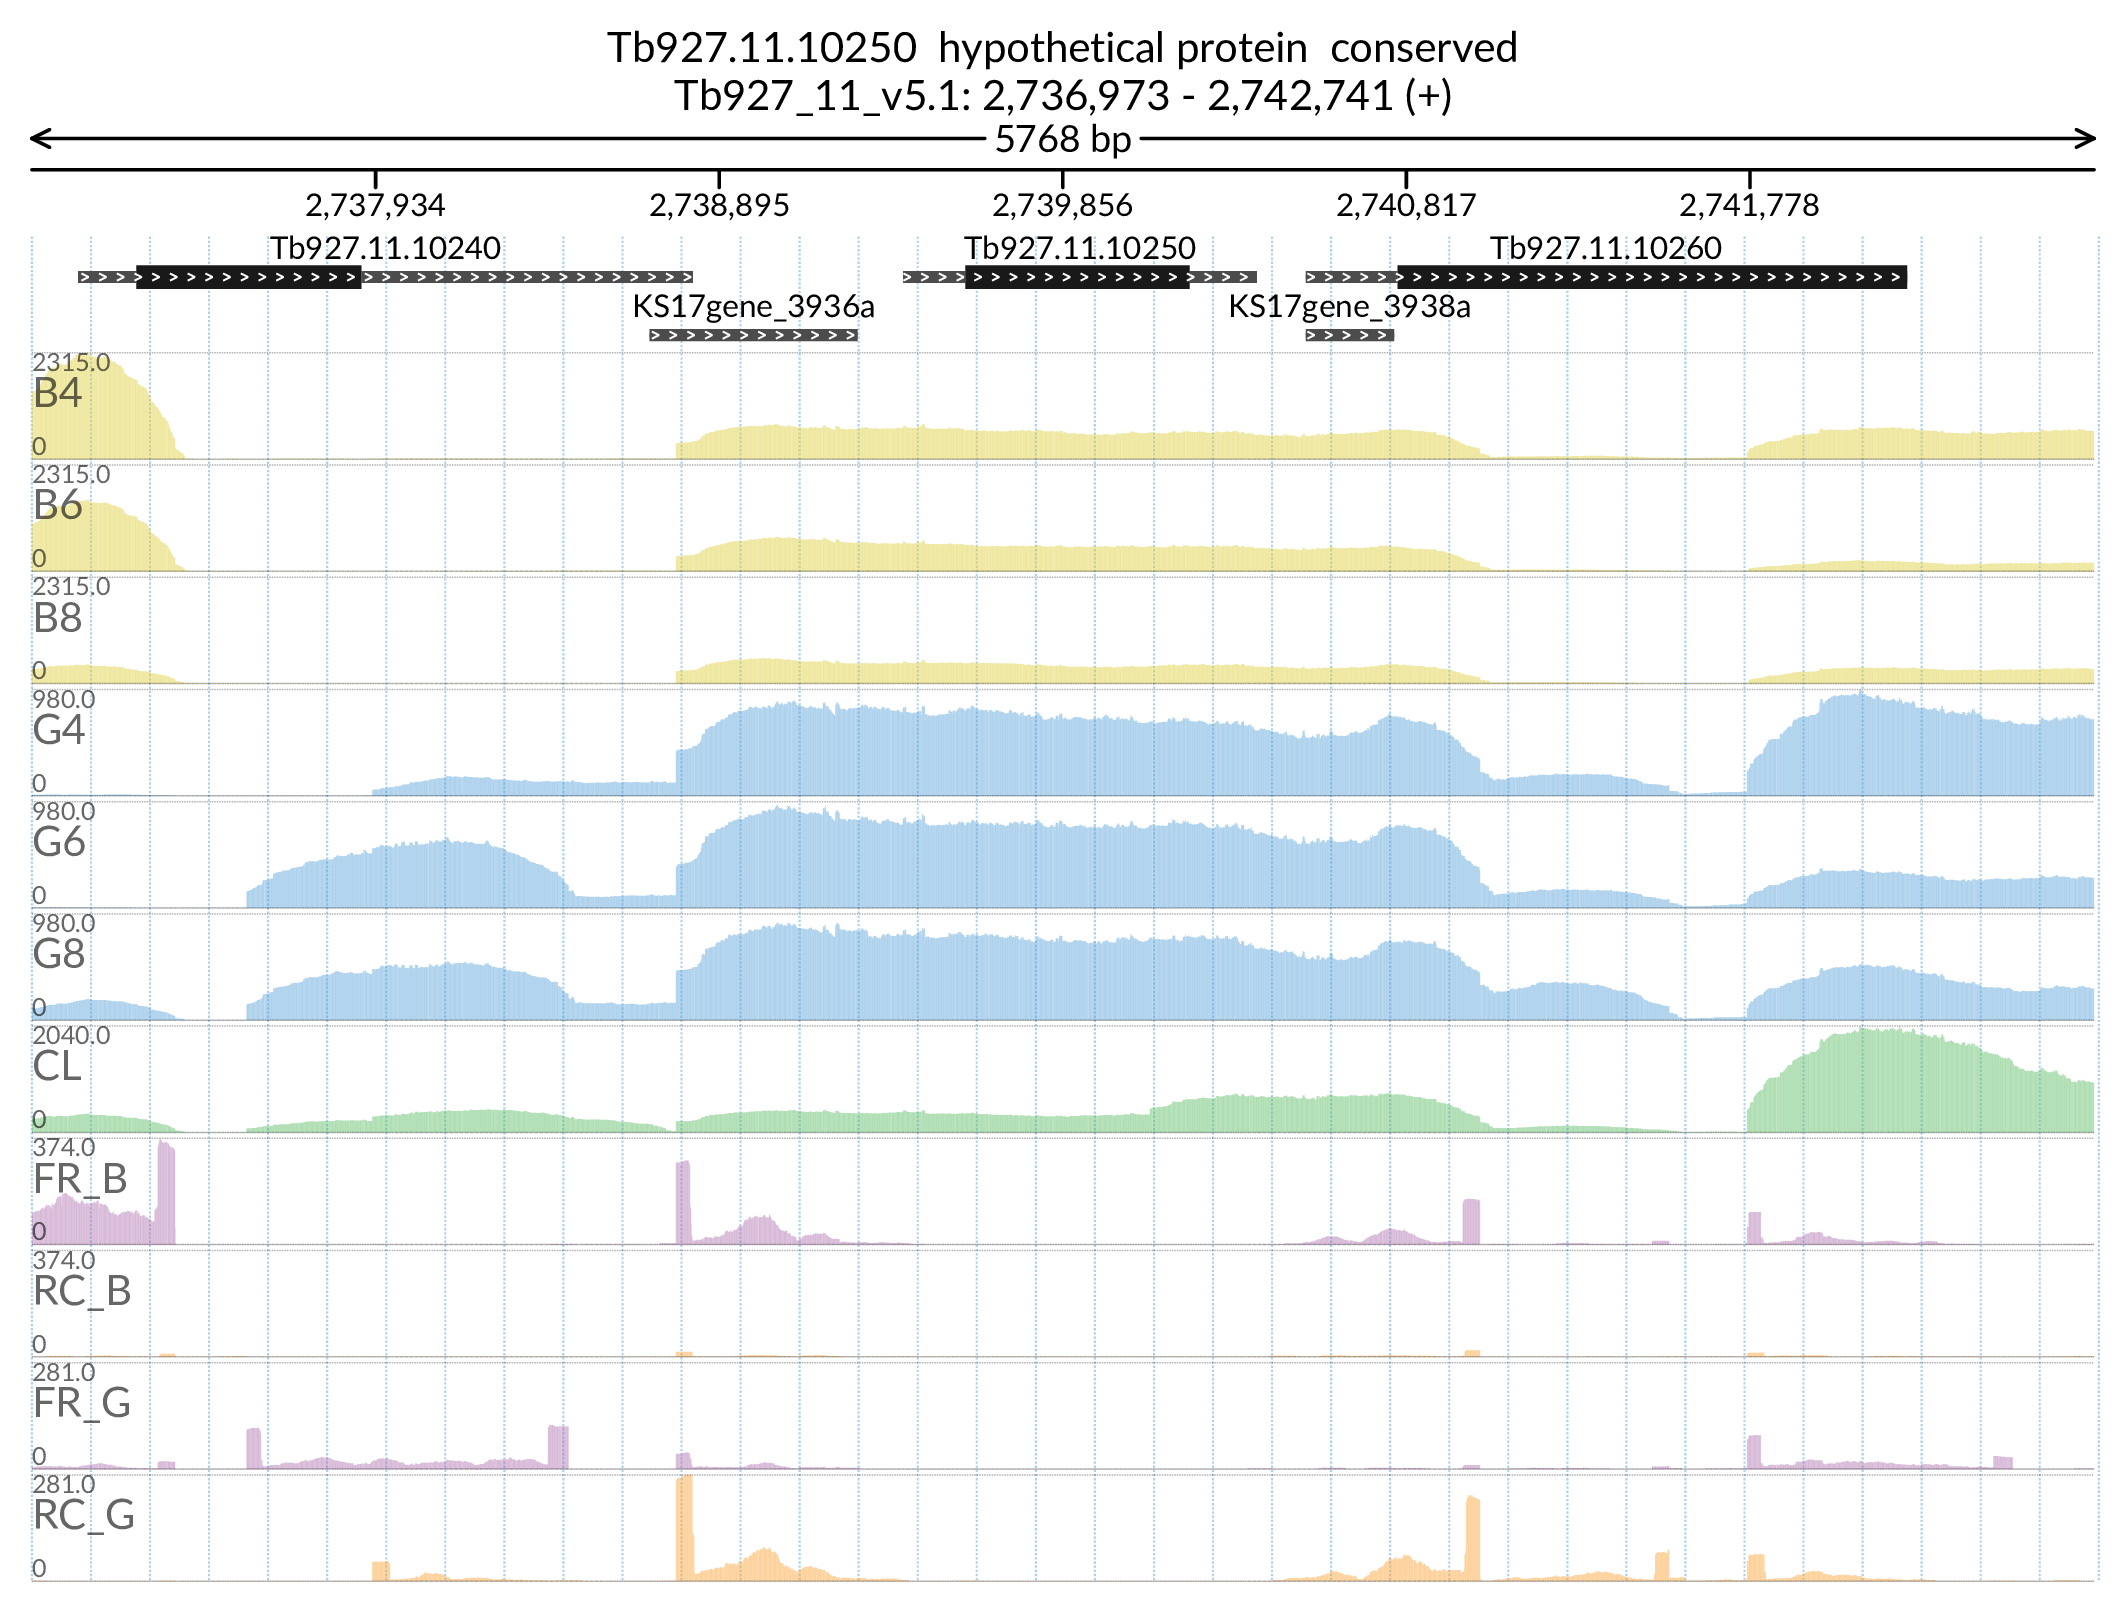 Tb927.11.10250  hypothetical protein  conserved
Tb927_11_v5.1: 2,736,973 - 2,742,741 (+)
5768 bp
2,737,934 2,738,895 2,739,856 2,740,817 2,741,778
Tb927.11.10240 Tb927.11.10250 Tb927.11.10260
KS17gene_3936a KS17gene_3938a
2315.0
B4
0
2315.0
B6
0
2315.0
B8
0
980.0
G4
0
980.0
G6
0
980.0
G8
0
2040.0
CL
0
374.0
FR_B
0
374.0
RC_B
0
281.0
FR_G
0
281.0
RC_G
0